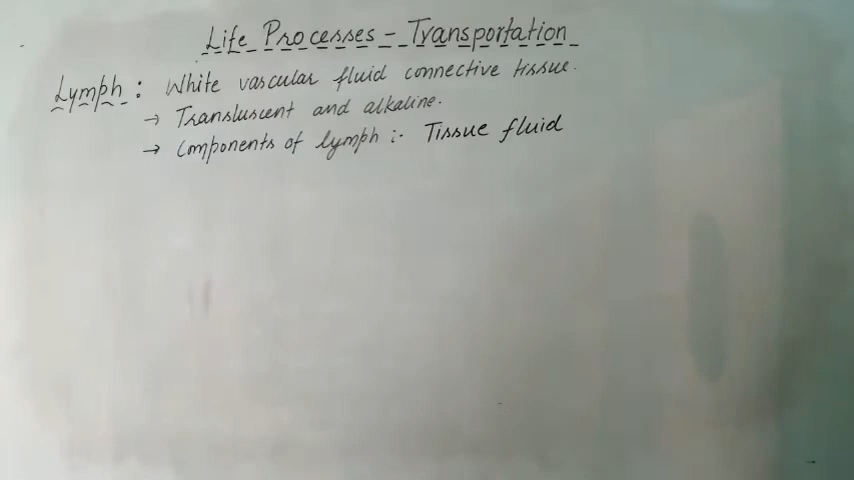 Life Processes - Transportation
Lymph : White vascular fluid connective tissue.
→ Transluscent and alkaline.
→ Components of lymph :- Tissue fluid